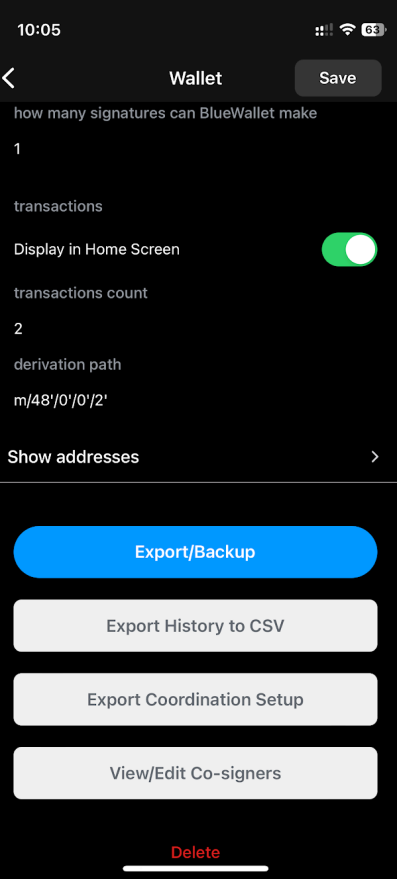 10:05
63
Wallet
Save
how many signatures can BlueWallet make
1
transactions
Display in Home Screen
transactions count
2
derivation path
m/48'/0'/0'/2'
Show addresses
Export/Backup
Export History to CSV
Export Coordination Setup
View/Edit Co-signers
Delete